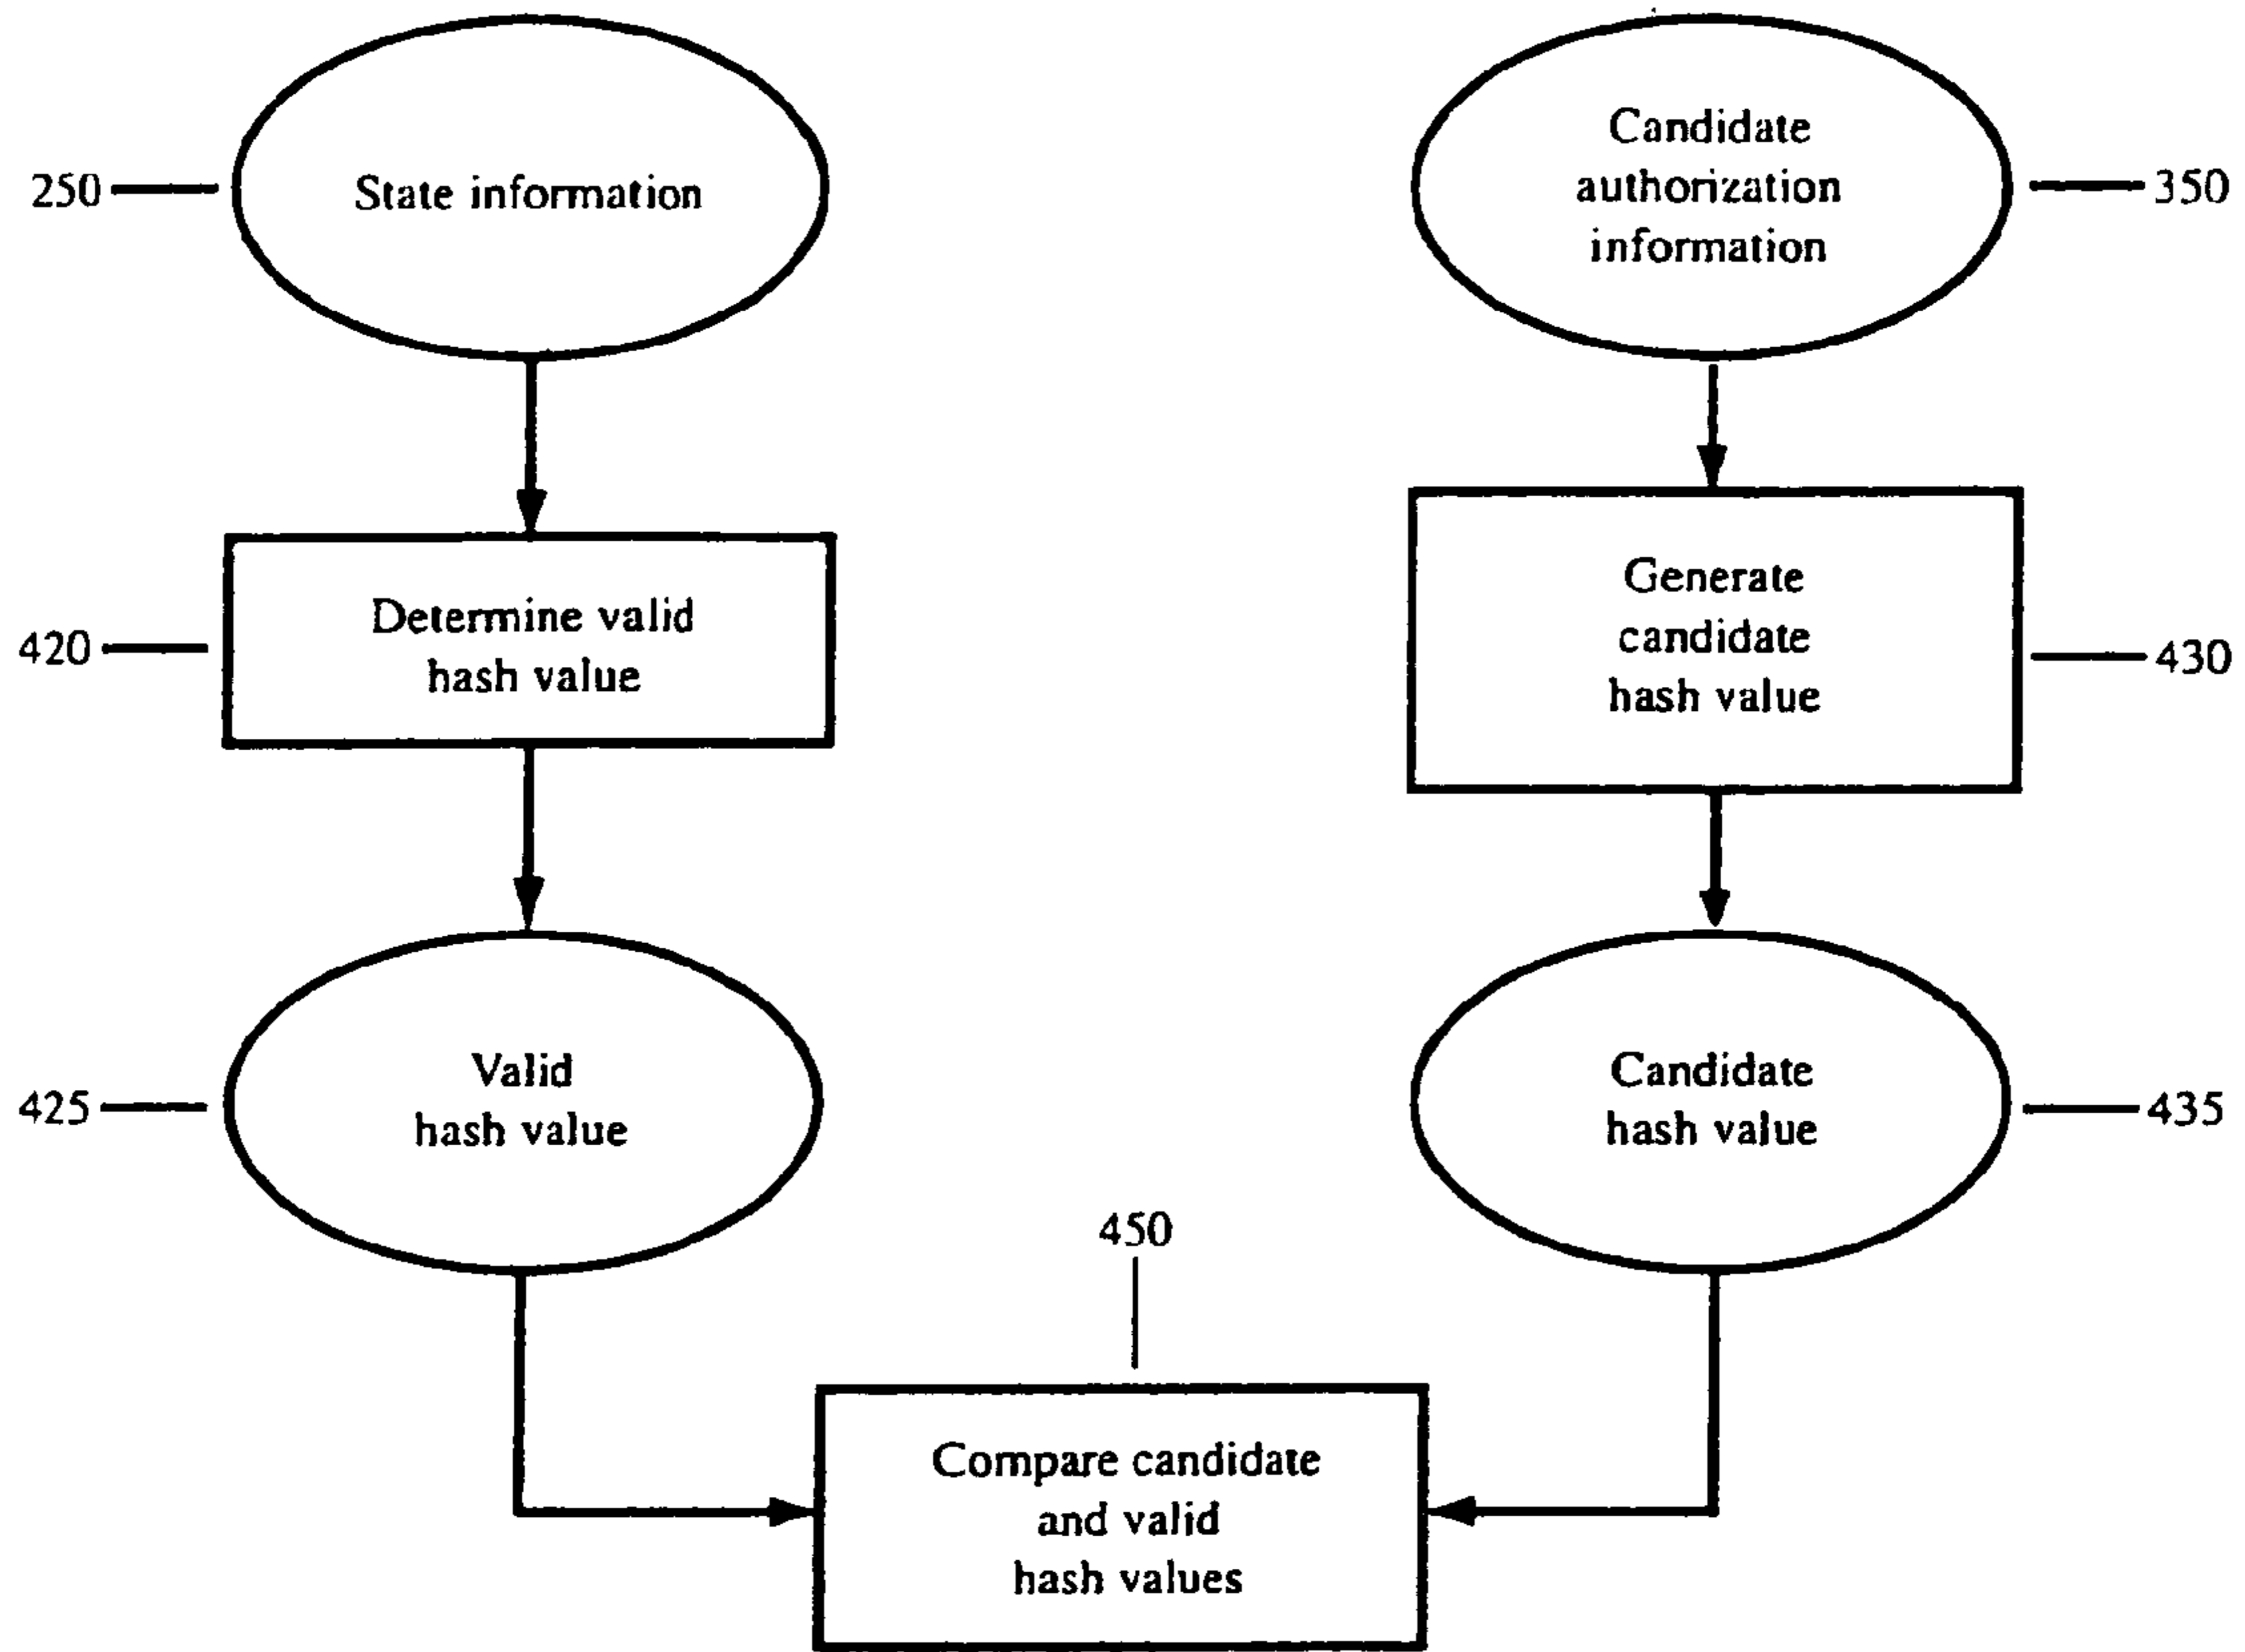 250
State information
Candidate
authorization
information
350
420
Determine valid
hash value
Generate
candidate
hash value
430
425
Valid
hash value
Candidate
hash value
435
450
Compare candidate
and valid
hash values